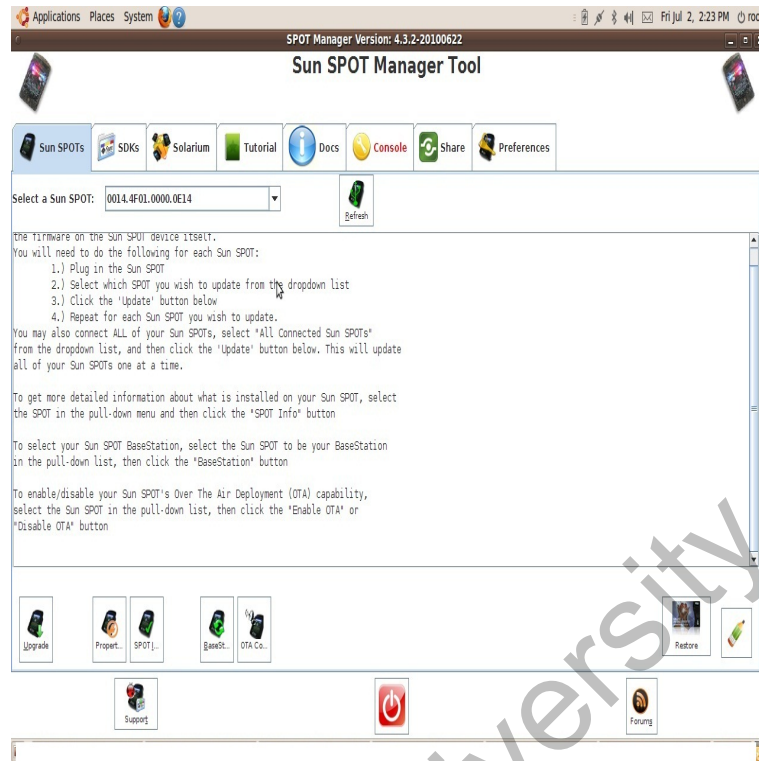 Applications Places System
Fri Jul 2, 2:23 PM roo
SPOT Manager Version: 4.3.2-20100622
Sun SPOT Manager Tool
Sun SPOTs SDKs Solarium Tutorial Docs Console Share Preferences
Select a Sun SPOT: 0014.4F01.0000.0E14
Refresh
the firmware on the Sun SPOT device itself.
You will need to do the following for each Sun SPOT:
1.) Plug in the Sun SPOT
2.) Select which SPOT you wish to update from the dropdown list
3.) Click the 'Update' button below
4.) Repeat for each Sun SPOT you wish to update.
You may also connect ALL of your Sun SPOTs, select "All Connected Sun SPOTs"
from the dropdown list, and then click the 'Update' button below. This will update
all of your Sun SPOTs one at a time.
To get more detailed information about what is installed on your Sun SPOT, select
the SPOT in the pull-down menu and then click the "SPOT Info" button
To select your Sun SPOT BaseStation, select the Sun SPOT to be your BaseStation
in the pull-down list, then click the "BaseStation" button
To enable/disable your Sun SPOT's Over The Air Deployment (OTA) capability,
select the Sun SPOT in the pull-down list, then click the "Enable OTA" or
"Disable OTA" button
Upgrade Propert... SPOT I... BaseSt... OTA Co... Restore
Support Forums
versity